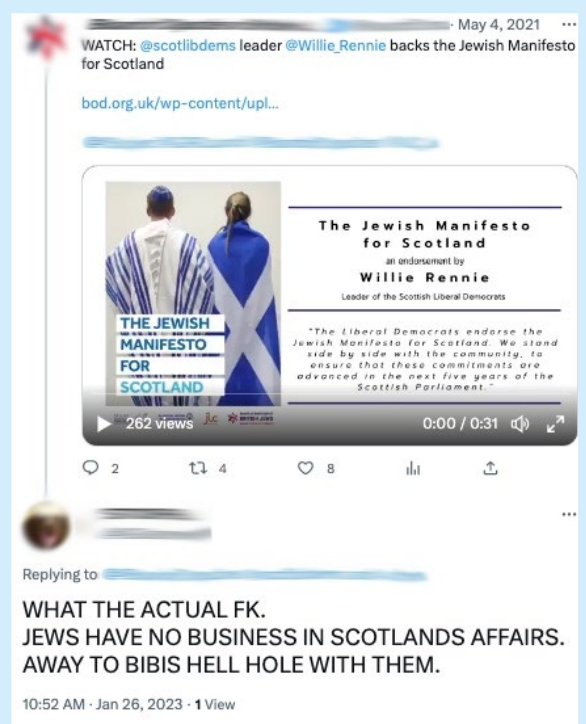 · May 4, 2021 ···
WATCH: @scotlibdems leader @Willie_Rennie backs the Jewish Manifesto
for Scotland
bod.org.uk/wp-content/upl...
The Jewish Manifesto
for Scotland
an endorsement by
Willie Rennie
Leader of the Scottish Liberal Democrats
"The Liberal Democrats endorse the
Jewish Manifesto for Scotland. We stand
side by side with the community, to
ensure that these commitments are
advanced in the next five years of the
Scottish Parliament."
THE JEWISH
MANIFESTO
FOR
SCOTLAND
262 views
0:00 / 0:31
2
4
8
···
Replying to
WHAT THE ACTUAL FK.
JEWS HAVE NO BUSINESS IN SCOTLANDS AFFAIRS.
AWAY TO BIBIS HELL HOLE WITH THEM.
10:52 AM · Jan 26, 2023 · 1 View